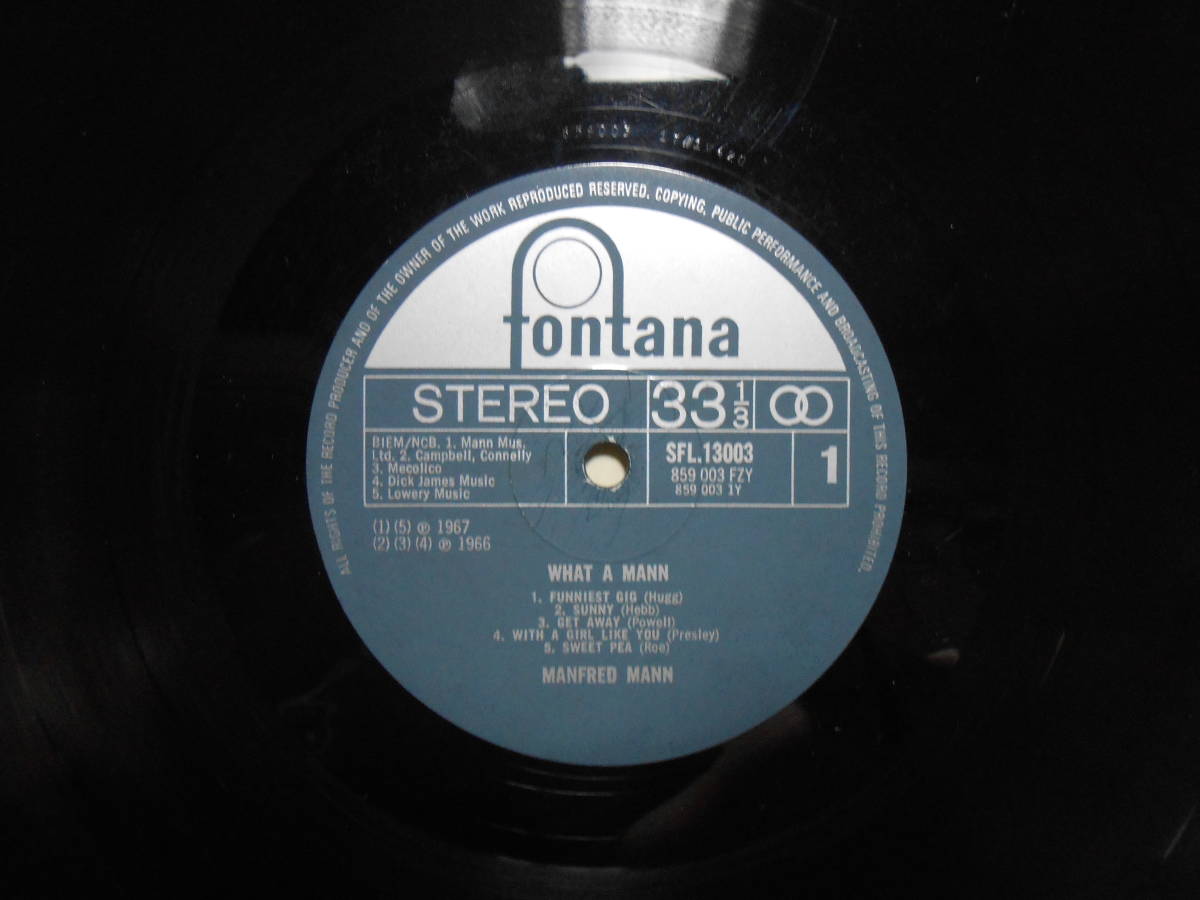 ALL RIGHTS OF THE RECORD PRODUCER AND OF THE OWNER OF THE WORK REPRODUCED RESERVED. COPYING, PUBLIC PERFORMANCE AND BROADCASTING OF THIS RECORD PROHIBITED.
fontana
STEREO 33 1/3
BIEM/NCB. 1. Mann Mus.
Ltd. 2. Campbell, Connelly
3. Mecolico
4. Dick James Music
5. Lowery Music
SFL.13003
859 003 FZY
859 003 1Y
1
(1) (5) ℗ 1967
(2) (3) (4) ℗ 1966
WHAT A MANN
1. FUNNIEST GIG (Hugg)
2. SUNNY (Hebb)
3. GET AWAY (Powell)
4. WITH A GIRL LIKE YOU (Presley)
5. SWEET PEA (Roe)
MANFRED MANN